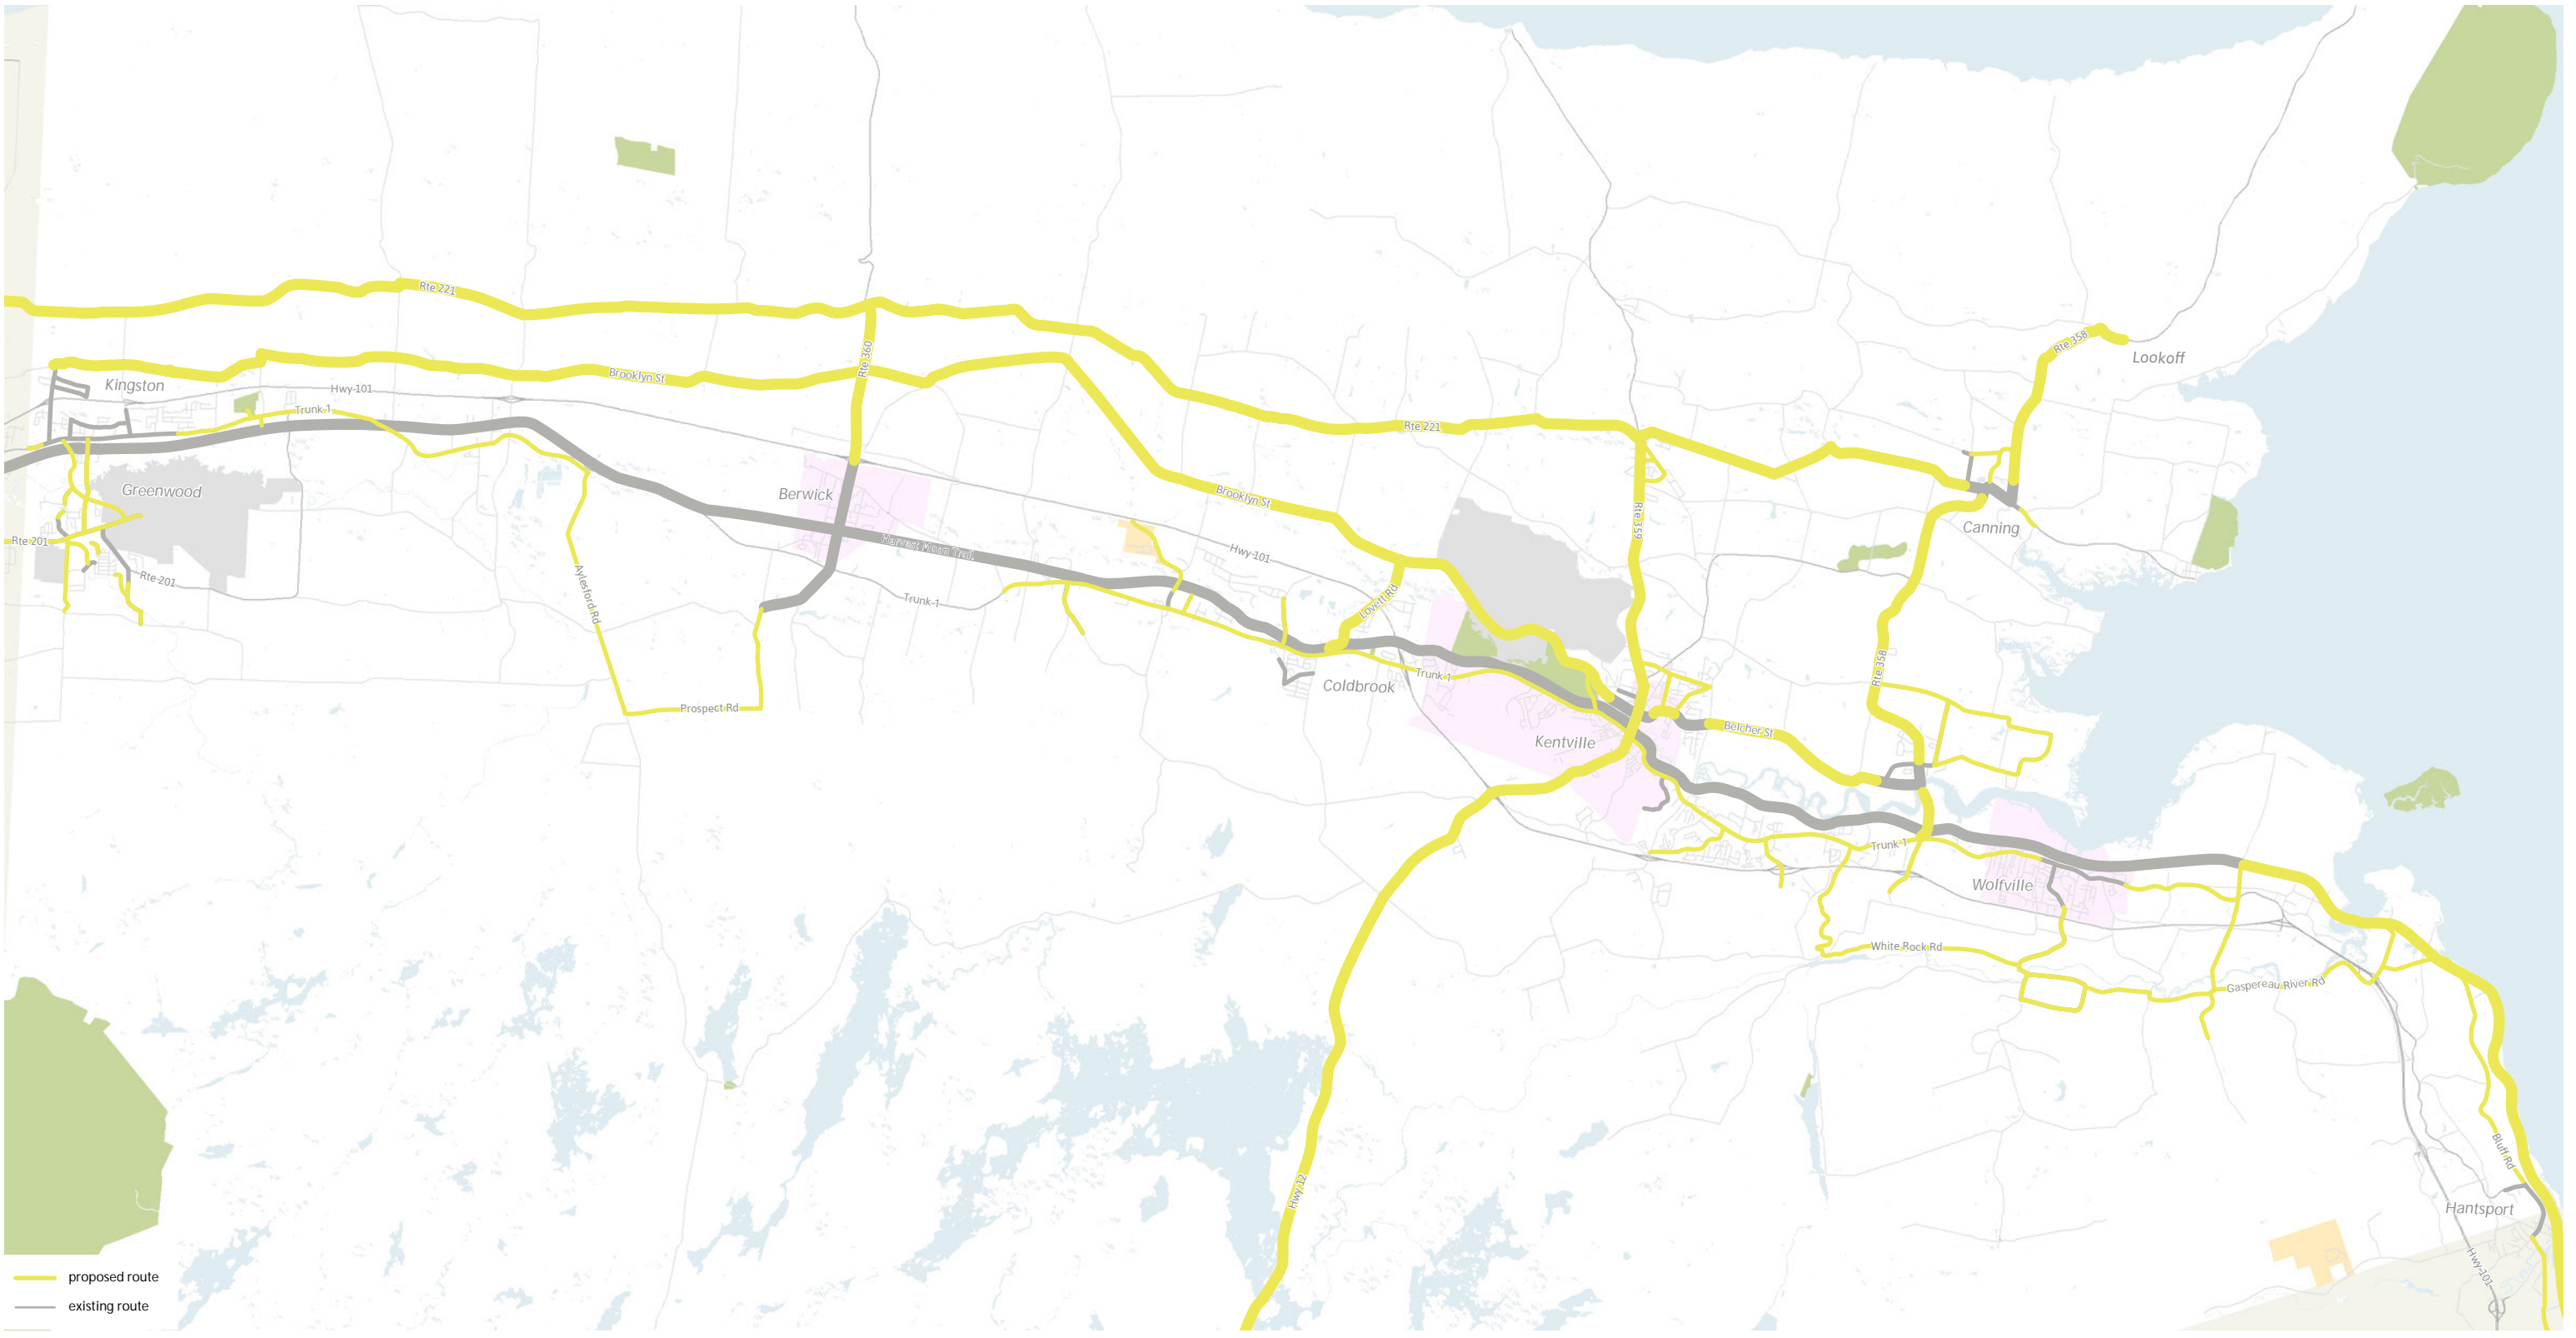 Rte 221
Rte 360
Rte 358
Lookoff
Brooklyn St
Kingston
Hwy-101
Trunk 1
Rte 221
Greenwood
Berwick
Brooklyn St
Rte 359
Canning
Rte 201
Harvest Moon Trail
Hwy-101
Rte-201
Aylesford Rd
Trunk-1
Lovett Rd
Rte 358
Trunk 1
Coldbrook
Prospect Rd
Belcher St
Kentville
Trunk-1
Wolfville
White Rock Rd
Gaspereau River Rd
Bluff Rd
Hwy-12
Hantsport
Hwy-101
proposed route
existing route